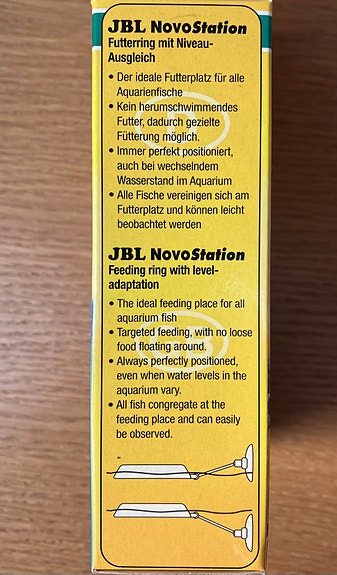 JBL NovoStation
Futterring mit Niveau-
Ausgleich
• Der ideale Futterplatz für alle
Aquarienfische
• Kein herumschwimmendes
Futter, dadurch gezielte
Fütterung möglich.
• Immer perfekt positioniert,
auch bei wechselndem
Wasserstand im Aquarium
• Alle Fische vereinigen sich am
Futterplatz und können leicht
beobachtet werden
JBL NovoStation
Feeding ring with level-
adaptation
• The ideal feeding place for all
aquarium fish
• Targeted feeding, with no loose
food floating around.
• Always perfectly positioned,
even when water levels in the
aquarium vary.
• All fish congregate at the
feeding place and can easily
be observed.